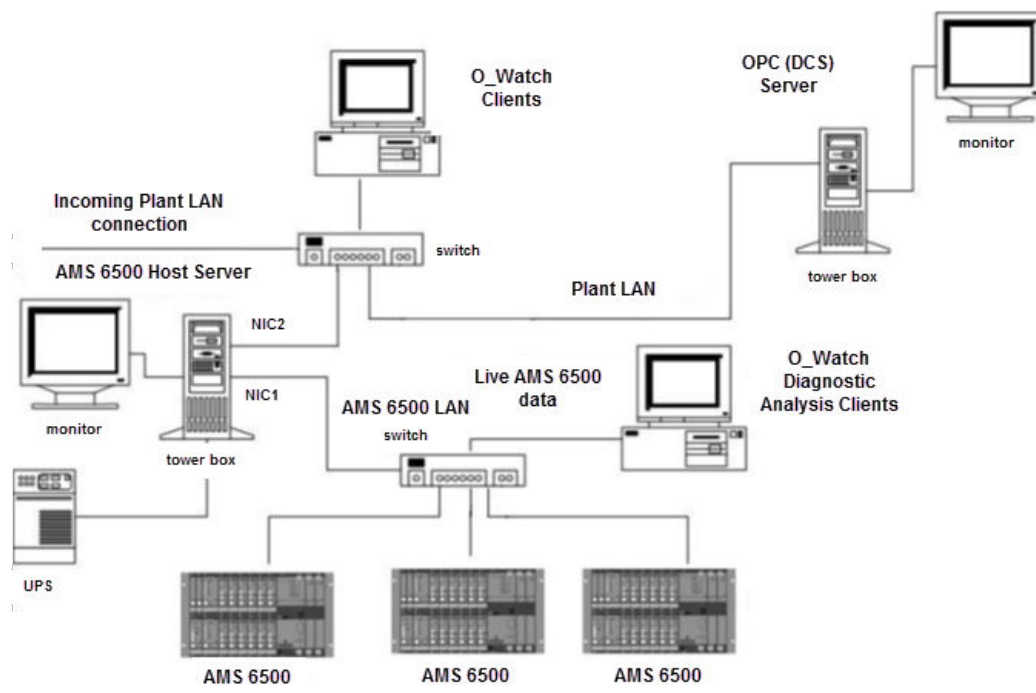 O_Watch
Clients
OPC (DCS)
Server
monitor
Incoming Plant LAN
connection
switch
AMS 6500 Host Server
tower box
Plant LAN
NIC2
NIC1
Live AMS 6500
data
O_Watch
Diagnostic
Analysis Clients
AMS 6500 LAN
switch
monitor
tower box
UPS
AMS 6500
AMS 6500
AMS 6500